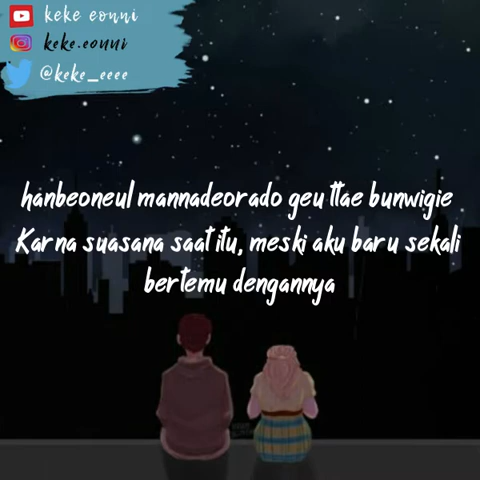 keke eonni
keke.eonni
@keke_eeee
hanbeoneul mannadeorado geu ttae bunwigie
Karna suasana saat itu, meski aku baru sekali
bertemu dengannya